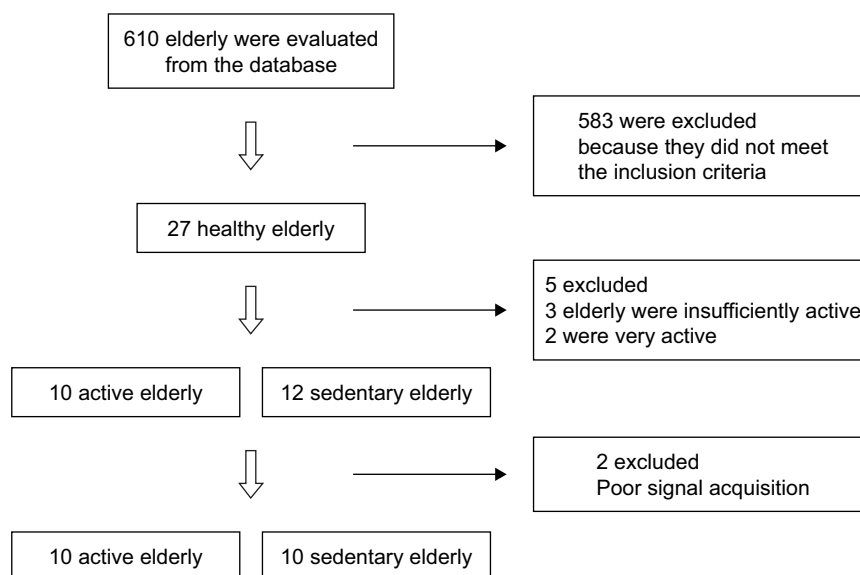 610 elderly were evaluated
from the database
583 were excluded
because they did not meet
the inclusion criteria
27 healthy elderly
5 excluded
3 elderly were insufficiently active
2 were very active
10 active elderly
12 sedentary elderly
2 excluded
Poor signal acquisition
10 active elderly
10 sedentary elderly